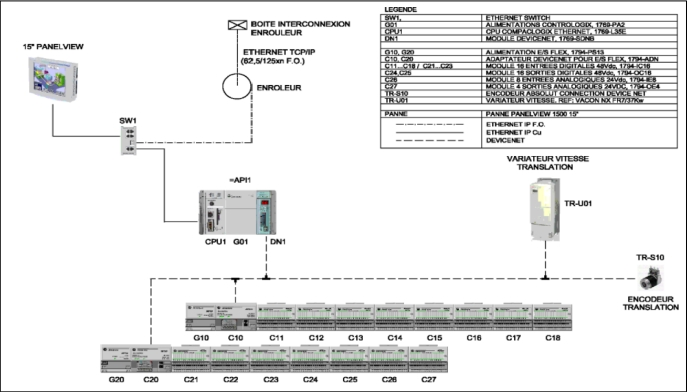 LEGENDE
SW1, ETHERNET SWITCH
G01 ALIMENTATIONS CONTROLOGIX, 1769-PA2
CPU1 CPU COMPACLOGIX ETHERNET, 1769-L35E
DN1 MODULE DEVICENET, 1769-SDNB
G10, G20 ALIMENTATION E/S FLEX, 1794-PS13
C10, C20 ADAPTATEUR DEVICENET POUR E/S FLEX, 1794-ADN
C11...C18 / C21...C23 MODULE 16 ENTREES DIGITALES 48Vdc, 1794-IC16
C24,C25 MODULE 16 SORTIES DIGITALES 48Vdc, 1794-OC16
C26 MODULE 8 ENTREES ANALOGIQUES 24Vdc, 1794-IE8
C27 MODULE 4 SORTIES ANALOGIQUES 24VDC, 1794-OE4
TR-S10 ENCODEUR ABSOLUT CONNECTION DEVICE NET
TR-U01 VARIATEUR VITESSE, REF: VACON NX FR7/37Kw
PANNE PANNE PANELVIEW 1500 15"
ETHERNET IP F.O.
ETHERNET IP Cu
DEVICENET
BOITE INTERCONNEXION
ENROULEUR
ETHERNET TCP/IP
(62,5/125xn F.O.)
ENROLEUR
15" PANELVIEW
SW1
=API1
CPU1 G01 DN1
VARIATEUR VITESSE
TRANSLATION
TR-U01
TR-S10
ENCODEUR
TRANSLATION
G10 C10 C11 C12 C13 C14 C15 C16 C17 C18
G20 C20 C21 C22 C23 C24 C25 C26 C27